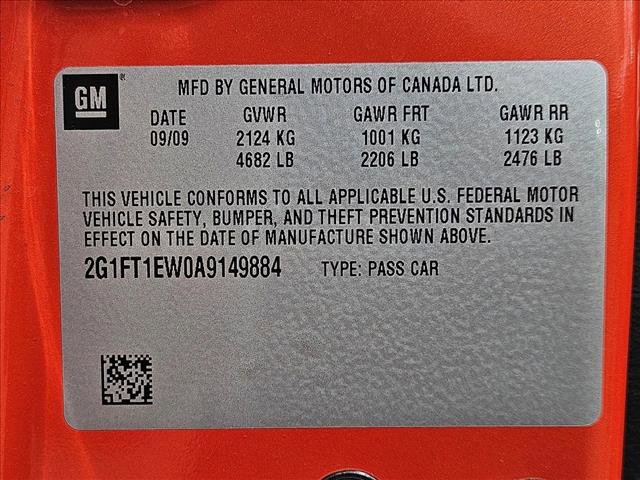 GM
®
MFD BY GENERAL MOTORS OF CANADA LTD.
DATE GVWR GAWR FRT GAWR RR
09/09 2124 KG 1001 KG 1123 KG
4682 LB 2206 LB 2476 LB
THIS VEHICLE CONFORMS TO ALL APPLICABLE U.S. FEDERAL MOTOR
VEHICLE SAFETY, BUMPER, AND THEFT PREVENTION STANDARDS IN
EFFECT ON THE DATE OF MANUFACTURE SHOWN ABOVE.
2G1FT1EW0A9149884 TYPE: PASS CAR